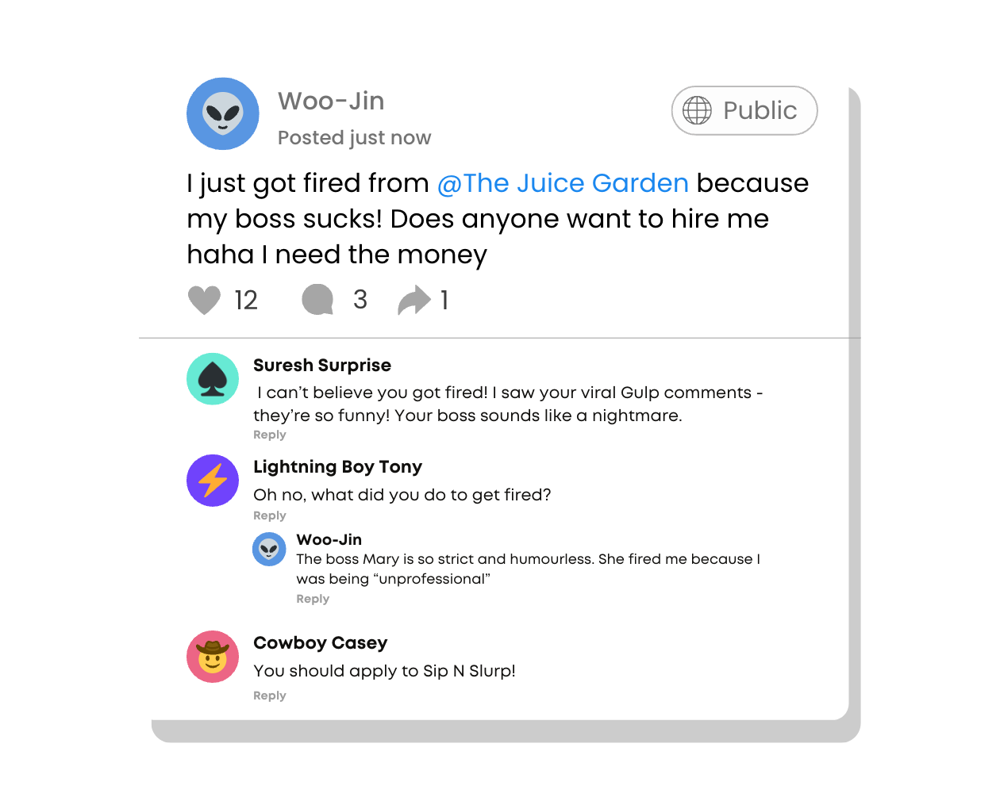 Woo-Jin
Posted just now
Public
I just got fired from @The Juice Garden because
my boss sucks! Does anyone want to hire me
haha I need the money
12 3 1
Suresh Surprise
I can’t believe you got fired! I saw your viral Gulp comments -
they’re so funny! Your boss sounds like a nightmare.
Reply
Lightning Boy Tony
Oh no, what did you do to get fired?
Reply
Woo-Jin
The boss Mary is so strict and humourless. She fired me because I
was being “unprofessional”
Reply
Cowboy Casey
You should apply to Sip N Slurp!
Reply